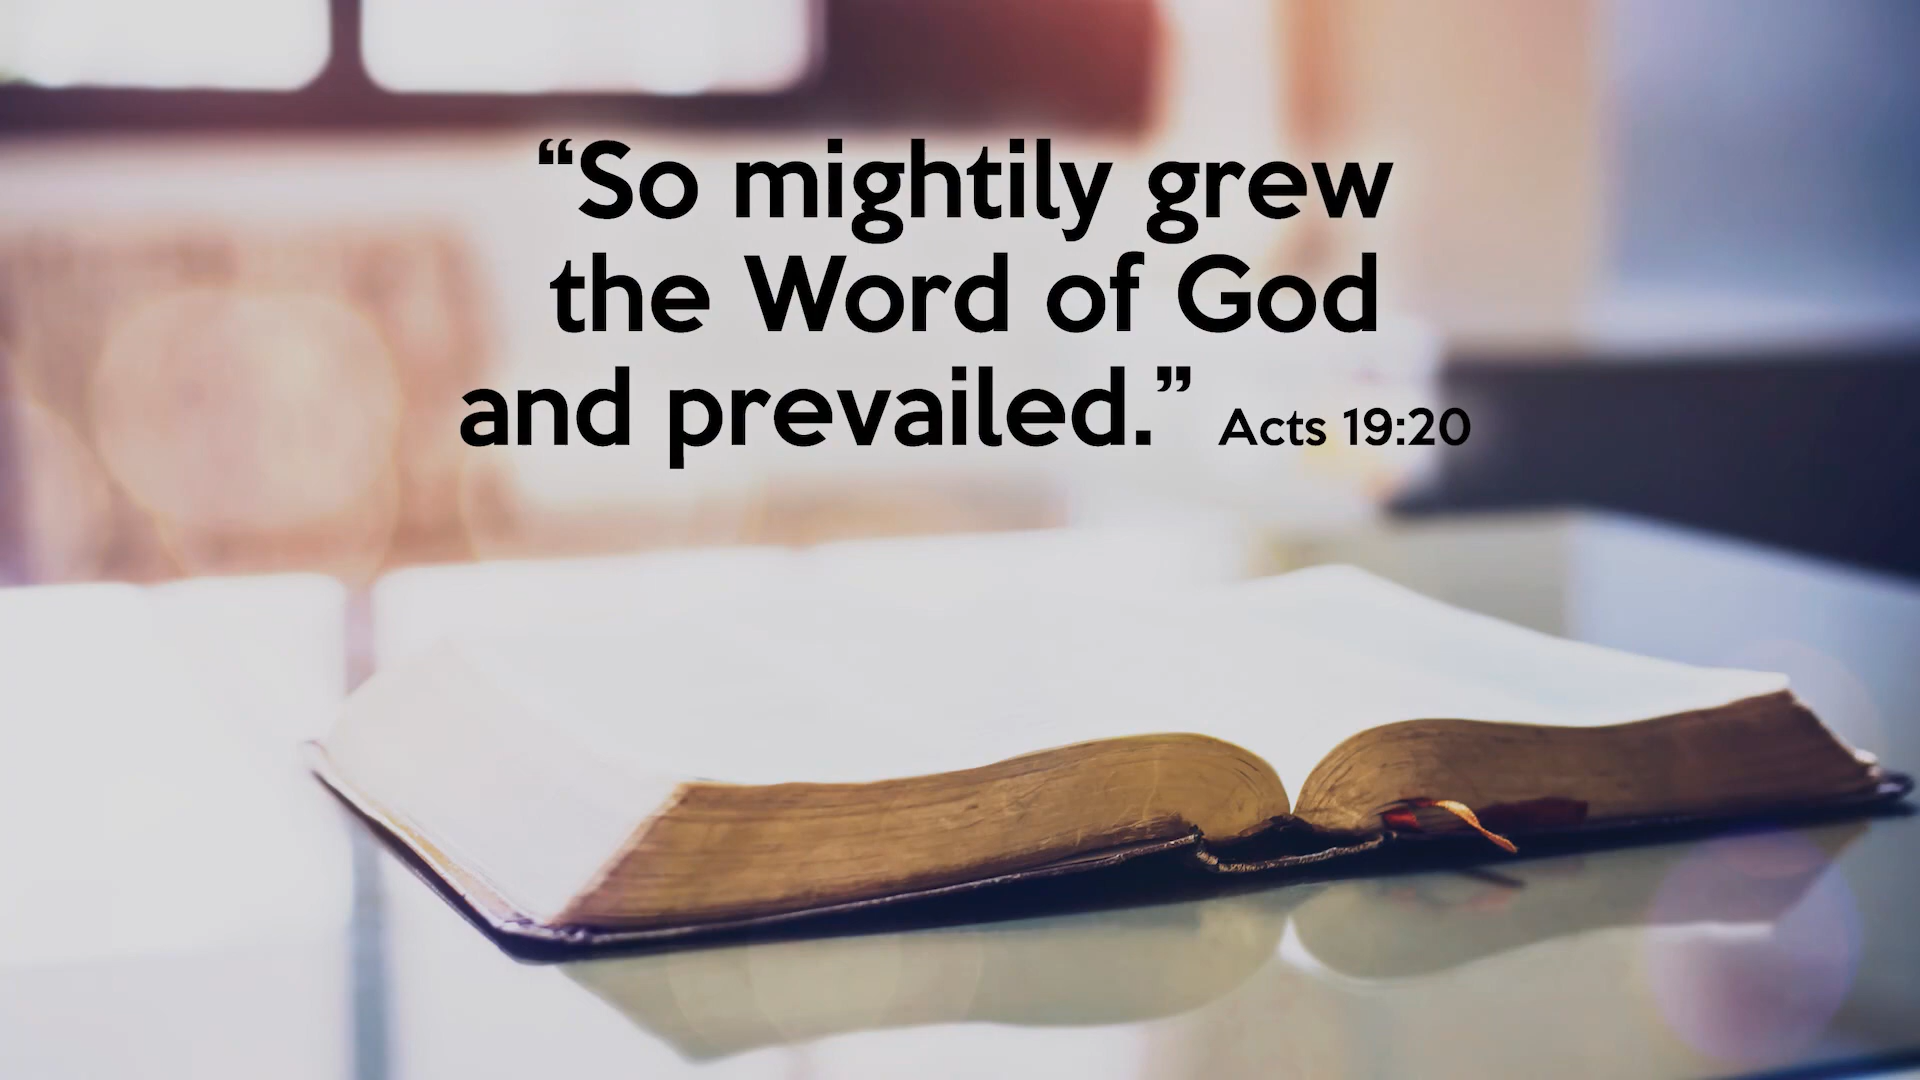 “So mightily grew
the Word of God
and prevailed.” Acts 19:20